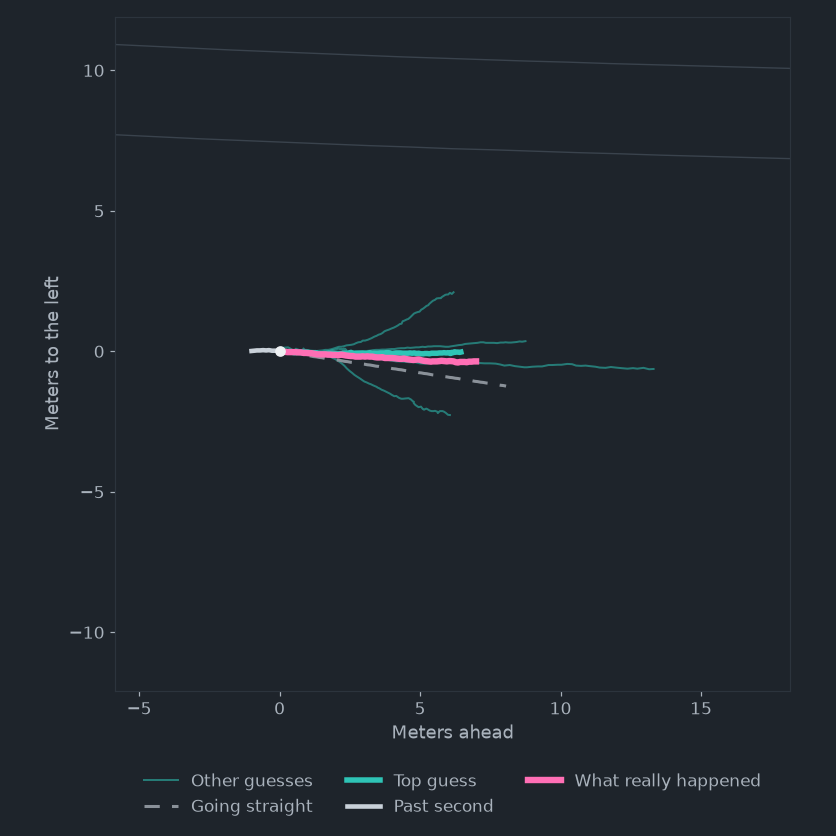 10
5
0
−5
−10
Meters to the left
−5
0
5
10
15
Meters ahead
Other guesses
Top guess
What really happened
Going straight
Past second